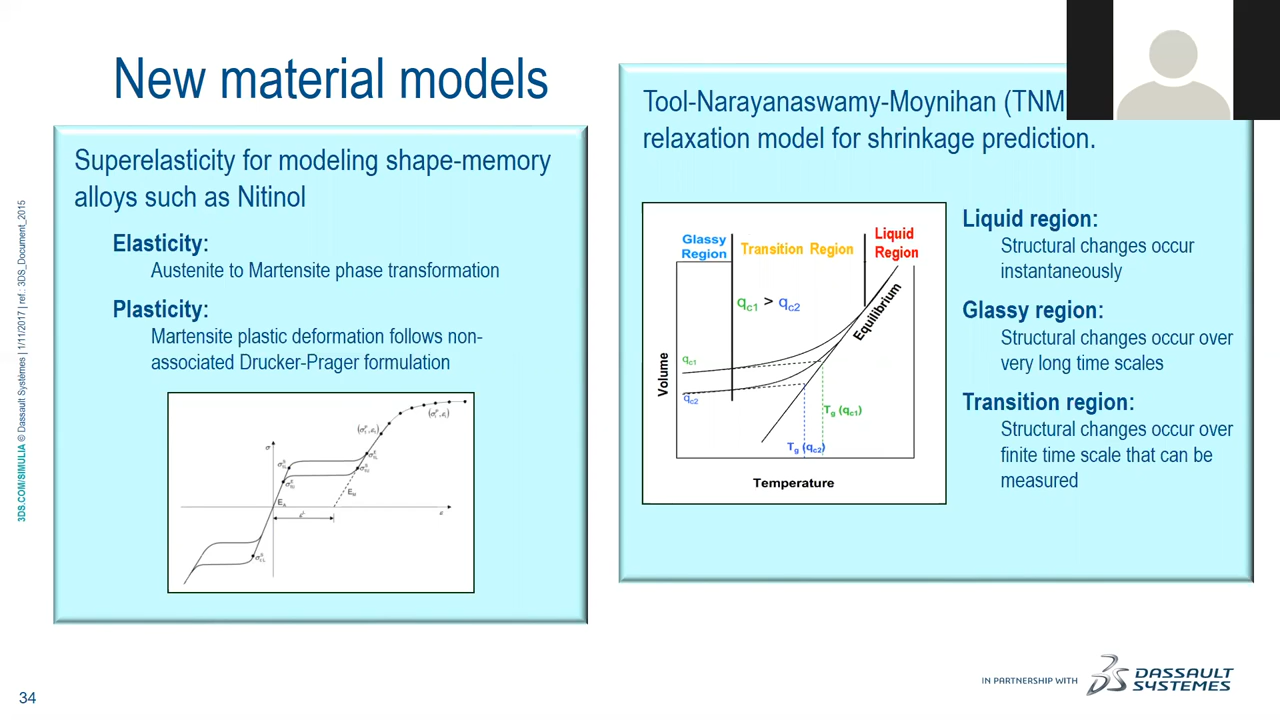 New material models
Superelasticity for modeling shape-memory
alloys such as Nitinol
Elasticity:
Austenite to Martensite phase transformation
Plasticity:
Martensite plastic deformation follows non-
associated Drucker-Prager formulation
σ
ε
E_A
E_M
ε^L
Tool-Narayanaswamy-Moynihan (TNM
relaxation model for shrinkage prediction.
Glassy
Region
Transition Region
Liquid
Region
q_c1 > q_c2
Equilibrium
Volume
q_c1
q_c2
T_g (q_c1)
T_g (q_c2)
Temperature
Liquid region:
Structural changes occur
instantaneously
Glassy region:
Structural changes occur over
very long time scales
Transition region:
Structural changes occur over
finite time scale that can be
measured
3DS.COM/SIMULIA © Dassault Systèmes | 1/11/2017 | ref.: 3DS_Document_2015
34
IN PARTNERSHIP WITH
DASSAULT
SYSTEMES